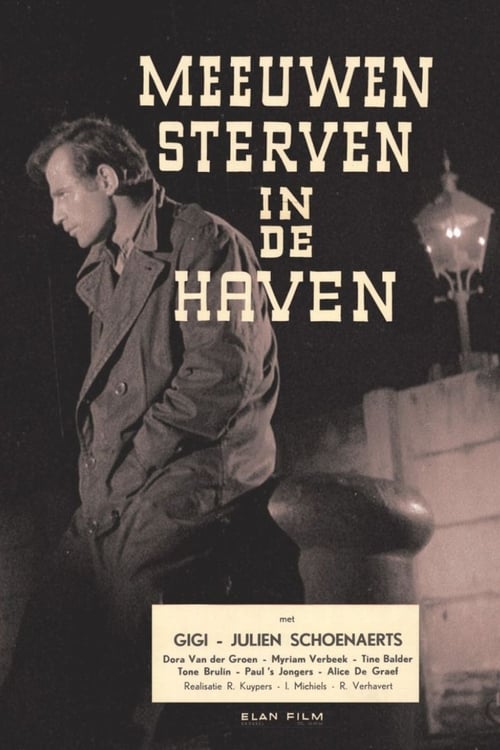 MEEUWEN
STERVEN
IN
DE
HAVEN
met
GIGI - JULIEN SCHOENAERTS
Dora Van der Groen - Myriam Verbeek - Tine Balder
Tone Brulin - Paul 's Jongers - Alice De Graef
Realisatie R. Kuypers - I. Michiels - R. Verhavert
ELAN FILM